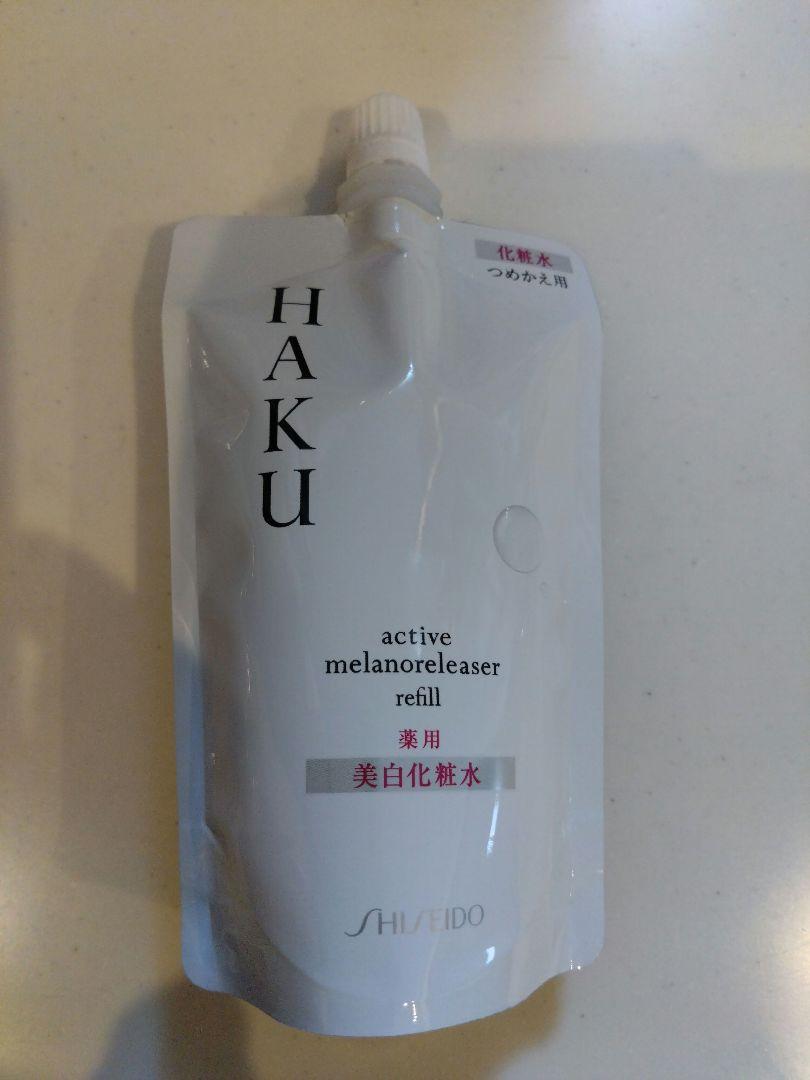 化粧水
つめかえ用
HAKU
active
melanoreleaser
refill
薬用
美白化粧水
SHISEIDO